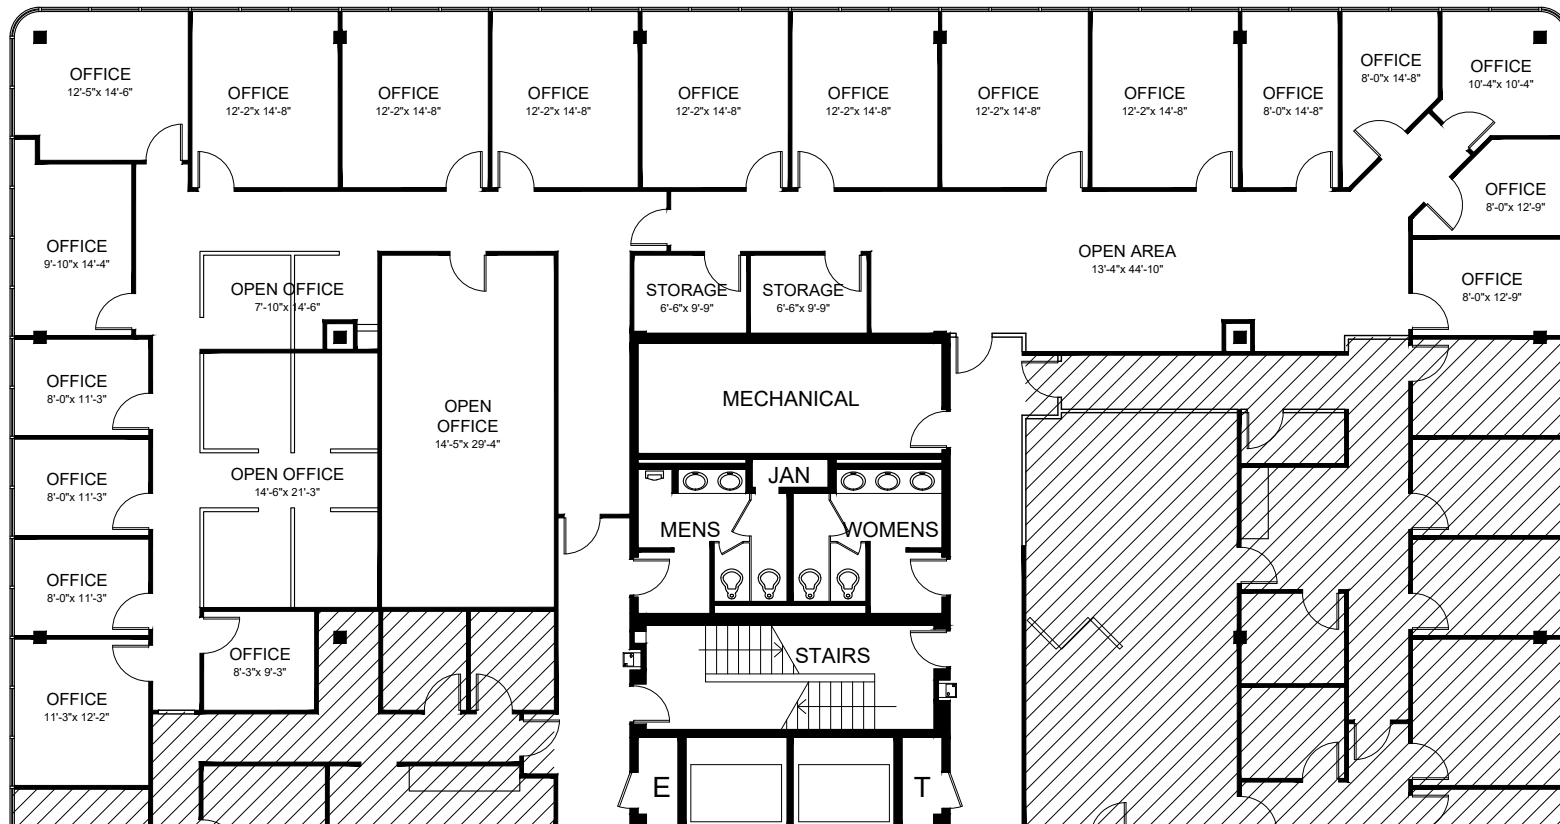 OFFICE
12'-5"x 14'-6"
OFFICE
12'-2"x 14'-8"
OFFICE
12'-2"x 14'-8"
OFFICE
12'-2"x 14'-8"
OFFICE
12'-2"x 14'-8"
OFFICE
12'-2"x 14'-8"
OFFICE
12'-2"x 14'-8"
OFFICE
12'-2"x 14'-8"
OFFICE
8'-0"x 14'-8"
OFFICE
8'-0"x 14'-8"
OFFICE
10'-4"x 10'-4"
OFFICE
8'-0"x 12'-9"
OFFICE
9'-10"x 14'-4"
OPEN OFFICE
7'-10"x 14'-6"
STORAGE
6'-6"x 9'-9"
STORAGE
6'-6"x 9'-9"
OPEN AREA
13'-4"x 44'-10"
OFFICE
8'-0"x 12'-9"
OFFICE
8'-0"x 11'-3"
OPEN
OFFICE
14'-5"x 29'-4"
MECHANICAL
OFFICE
8'-0"x 11'-3"
OPEN OFFICE
14'-6"x 21'-3"
JAN
MENS
WOMENS
OFFICE
8'-0"x 11'-3"
OFFICE
8'-3"x 9'-3"
STAIRS
OFFICE
11'-3"x 12'-2"
E
T